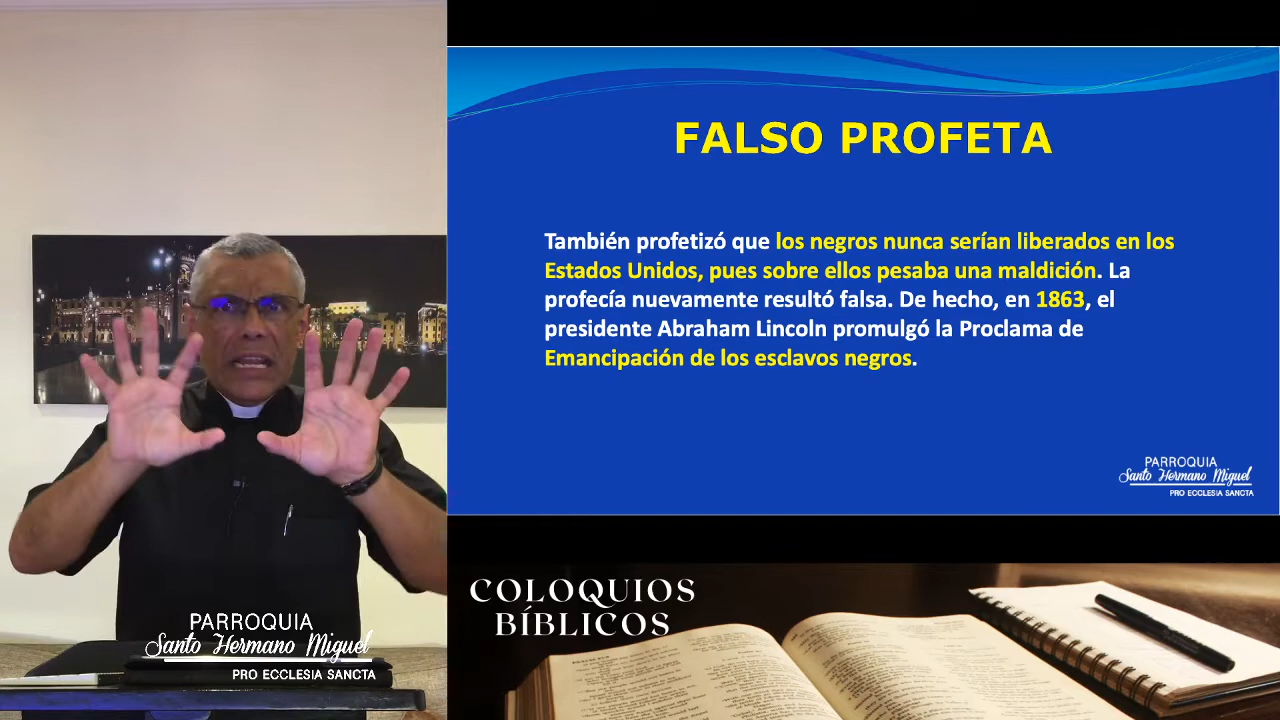 FALSO PROFETA
También profetizó que los negros nunca serían liberados en los
Estados Unidos, pues sobre ellos pesaba una maldición. La
profecía nuevamente resultó falsa. De hecho, en 1863, el
presidente Abraham Lincoln promulgó la Proclama de
Emancipación de los esclavos negros.
PARROQUIA
Santo Hermano Miguel
PRO ECCLESIA SANCTA
COLOQUIOS
BÍBLICOS
PARROQUIA
Santo Hermano Miguel
PRO ECCLESIA SANCTA